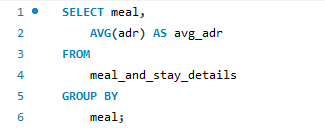 1 SELECT meal,
2 AVG(adr) AS avg_adr
3 FROM
4 meal_and_stay_details
5 GROUP BY
6 meal;